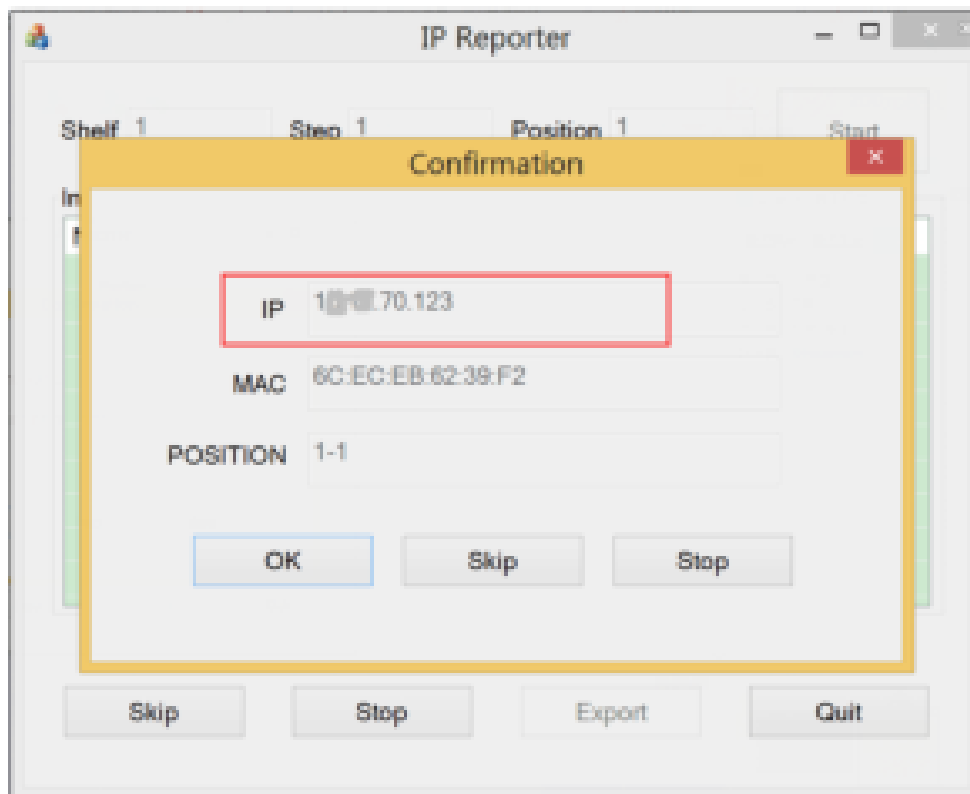 IP Reporter
Shelf 1 Step 1 Position 1 Start
Confirmation
In
IP .70.123
MAC 6C:EC:EB:62:39:F2
POSITION 1-1
OK Skip Stop
Skip Stop Export Quit